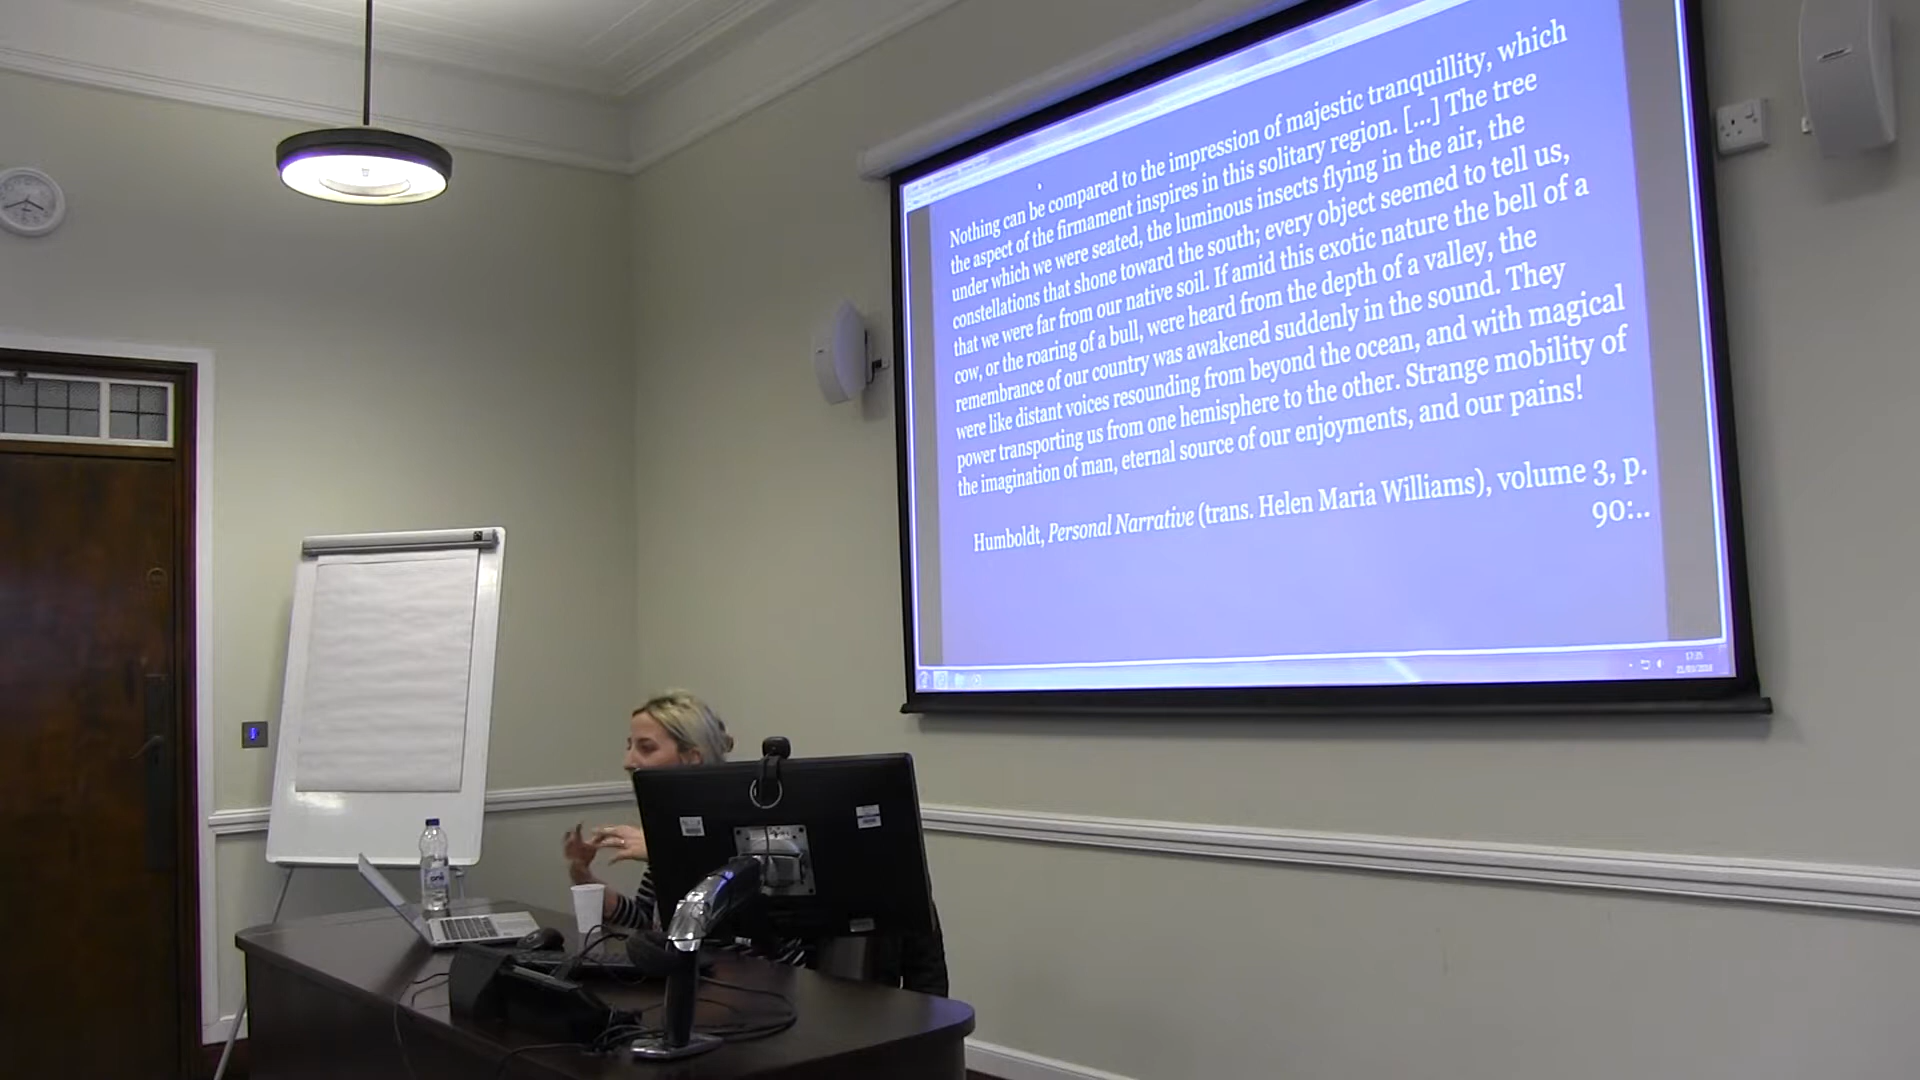 Nothing can be compared to the impression of majestic tranquillity, which
the aspect of the firmament inspires in this solitary region. [...] The tree
under which we were seated, the luminous insects flying in the air, the
constellations that shone toward the south; every object seemed to tell us,
that we were far from our native soil. If amid this exotic nature the bell of a
cow, or the roaring of a bull, were heard from the depth of a valley, the
remembrance of our country was awakened suddenly in the sound. They
were like distant voices resounding from beyond the ocean, and with magical
power transporting us from one hemisphere to the other. Strange mobility of
the imagination of man, eternal source of our enjoyments, and our pains!
Humboldt, Personal Narrative (trans. Helen Maria Williams), volume 3, p.
90:..